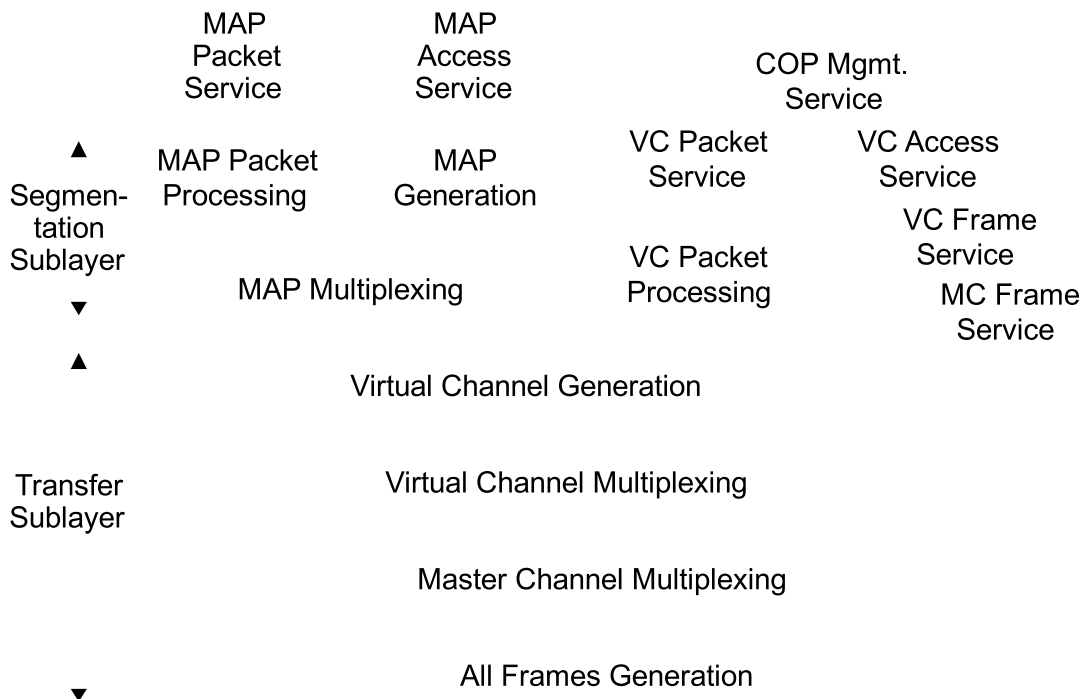 MAP
Packet
Service
MAP
Access
Service
COP Mgmt.
Service
MAP Packet
Processing
MAP
Generation
VC Packet
Service
VC Access
Service
Segmen-
tation
Sublayer
VC Frame
Service
MAP Multiplexing
VC Packet
Processing
MC Frame
Service
Virtual Channel Generation
Transfer
Sublayer
Virtual Channel Multiplexing
Master Channel Multiplexing
All Frames Generation